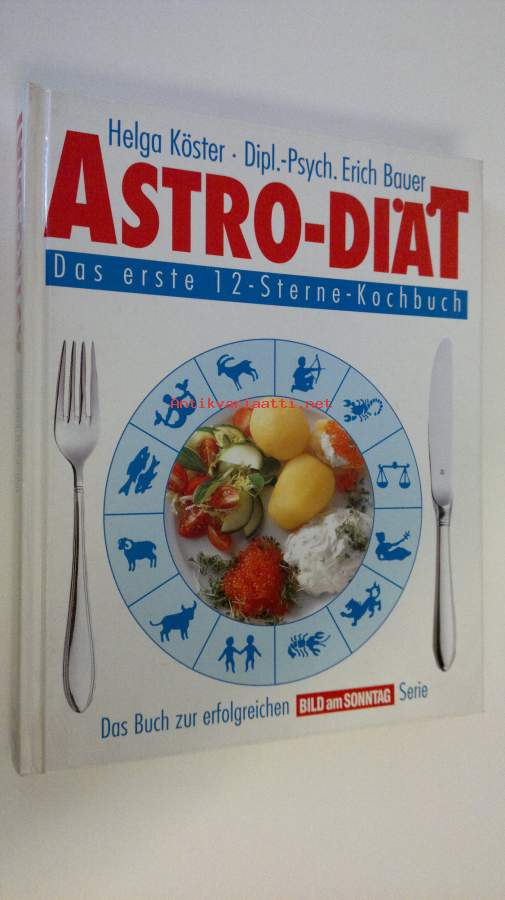 Helga Köster · Dipl.-Psych. Erich Bauer
ASTRO-DIÄT
Das erste 12-Sterne-Kochbuch
Antikvariaatti.net
Das Buch zur erfolgreichen BILD am SONNTAG Serie